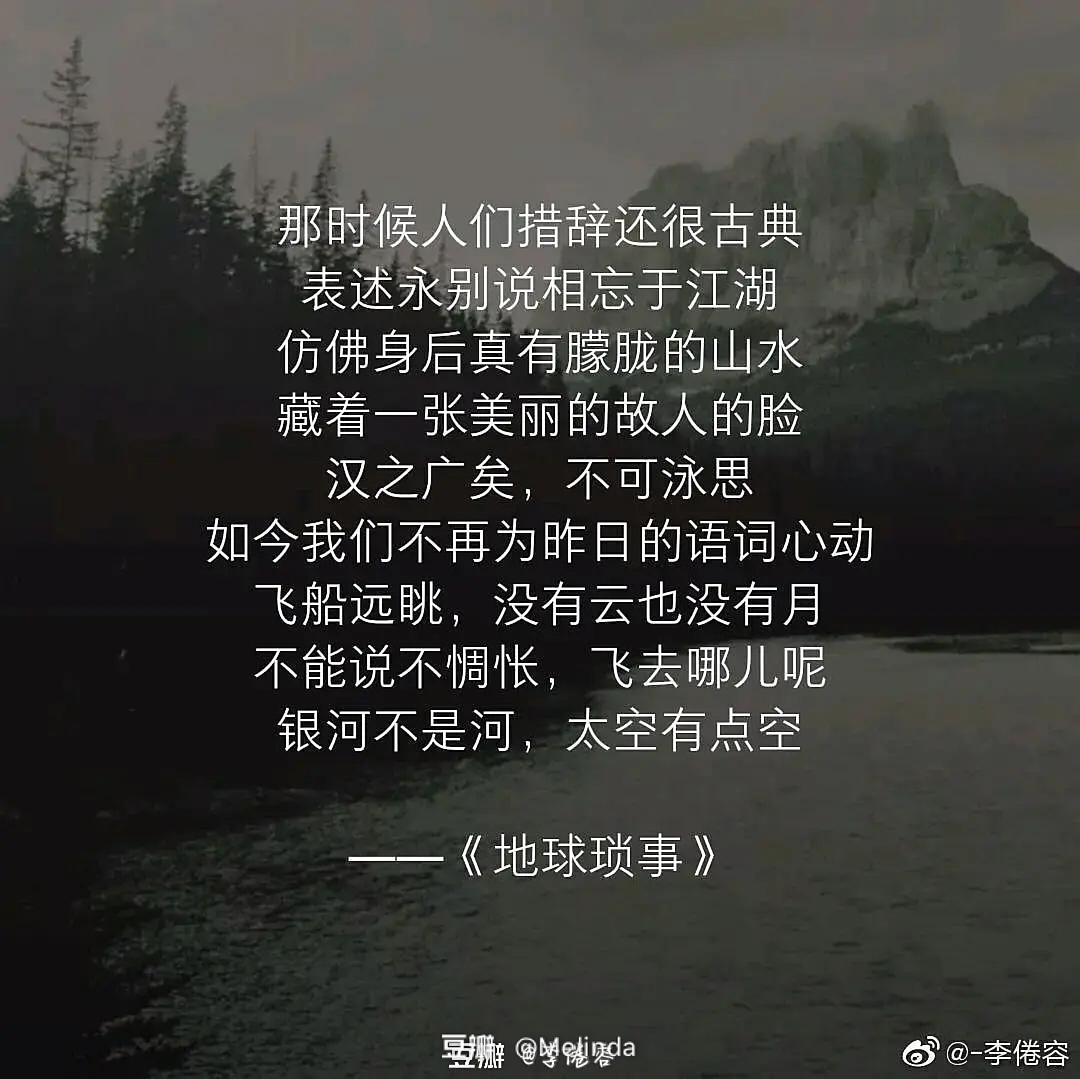 那时候人们措辞还很古典
表述永别说相忘于江湖
仿佛身后真有朦胧的山水
藏着一张美丽的故人的脸
汉之广矣，不可泳思
如今我们不再为昨日的语词心动
飞船远眺，没有云也没有月
不能说不惆怅，飞去哪儿呢
银河不是河，太空有点空
——《地球琐事》
豆瓣 @Melinda
豆瓣 @李倦容
@-李倦容